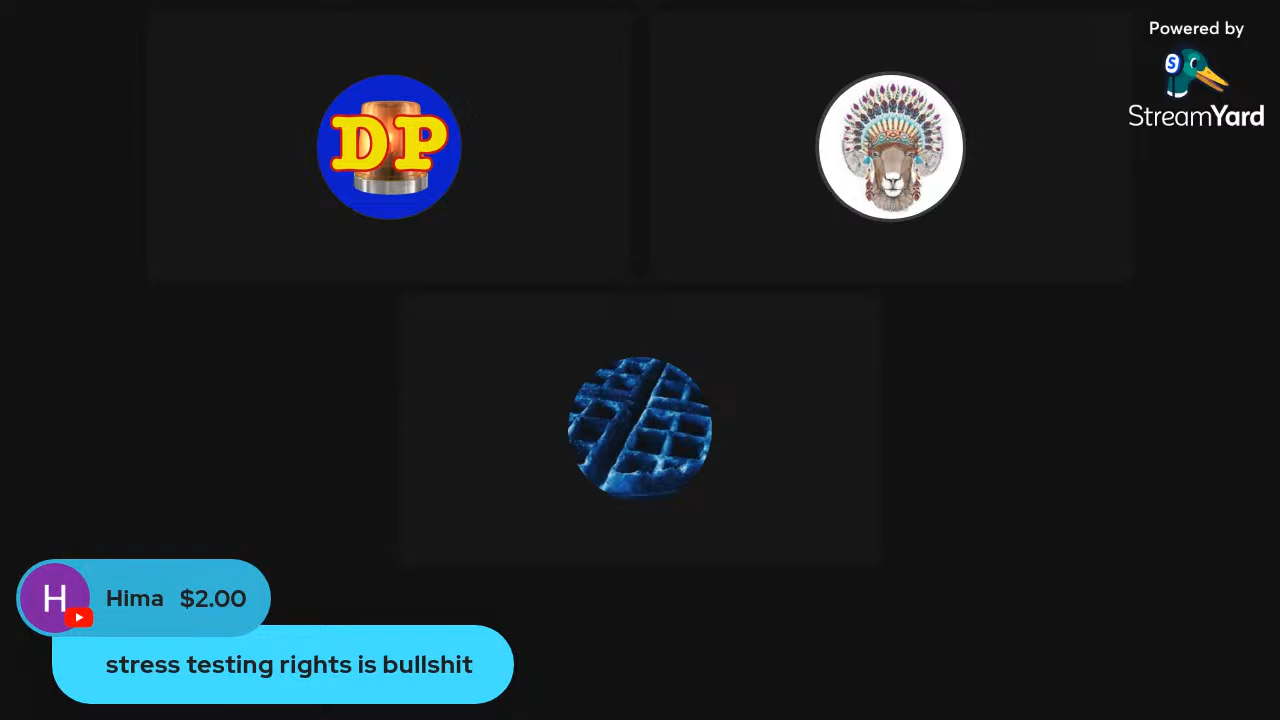 Powered by
S
StreamYard
DP
H
Hima $2.00
stress testing rights is bullshit